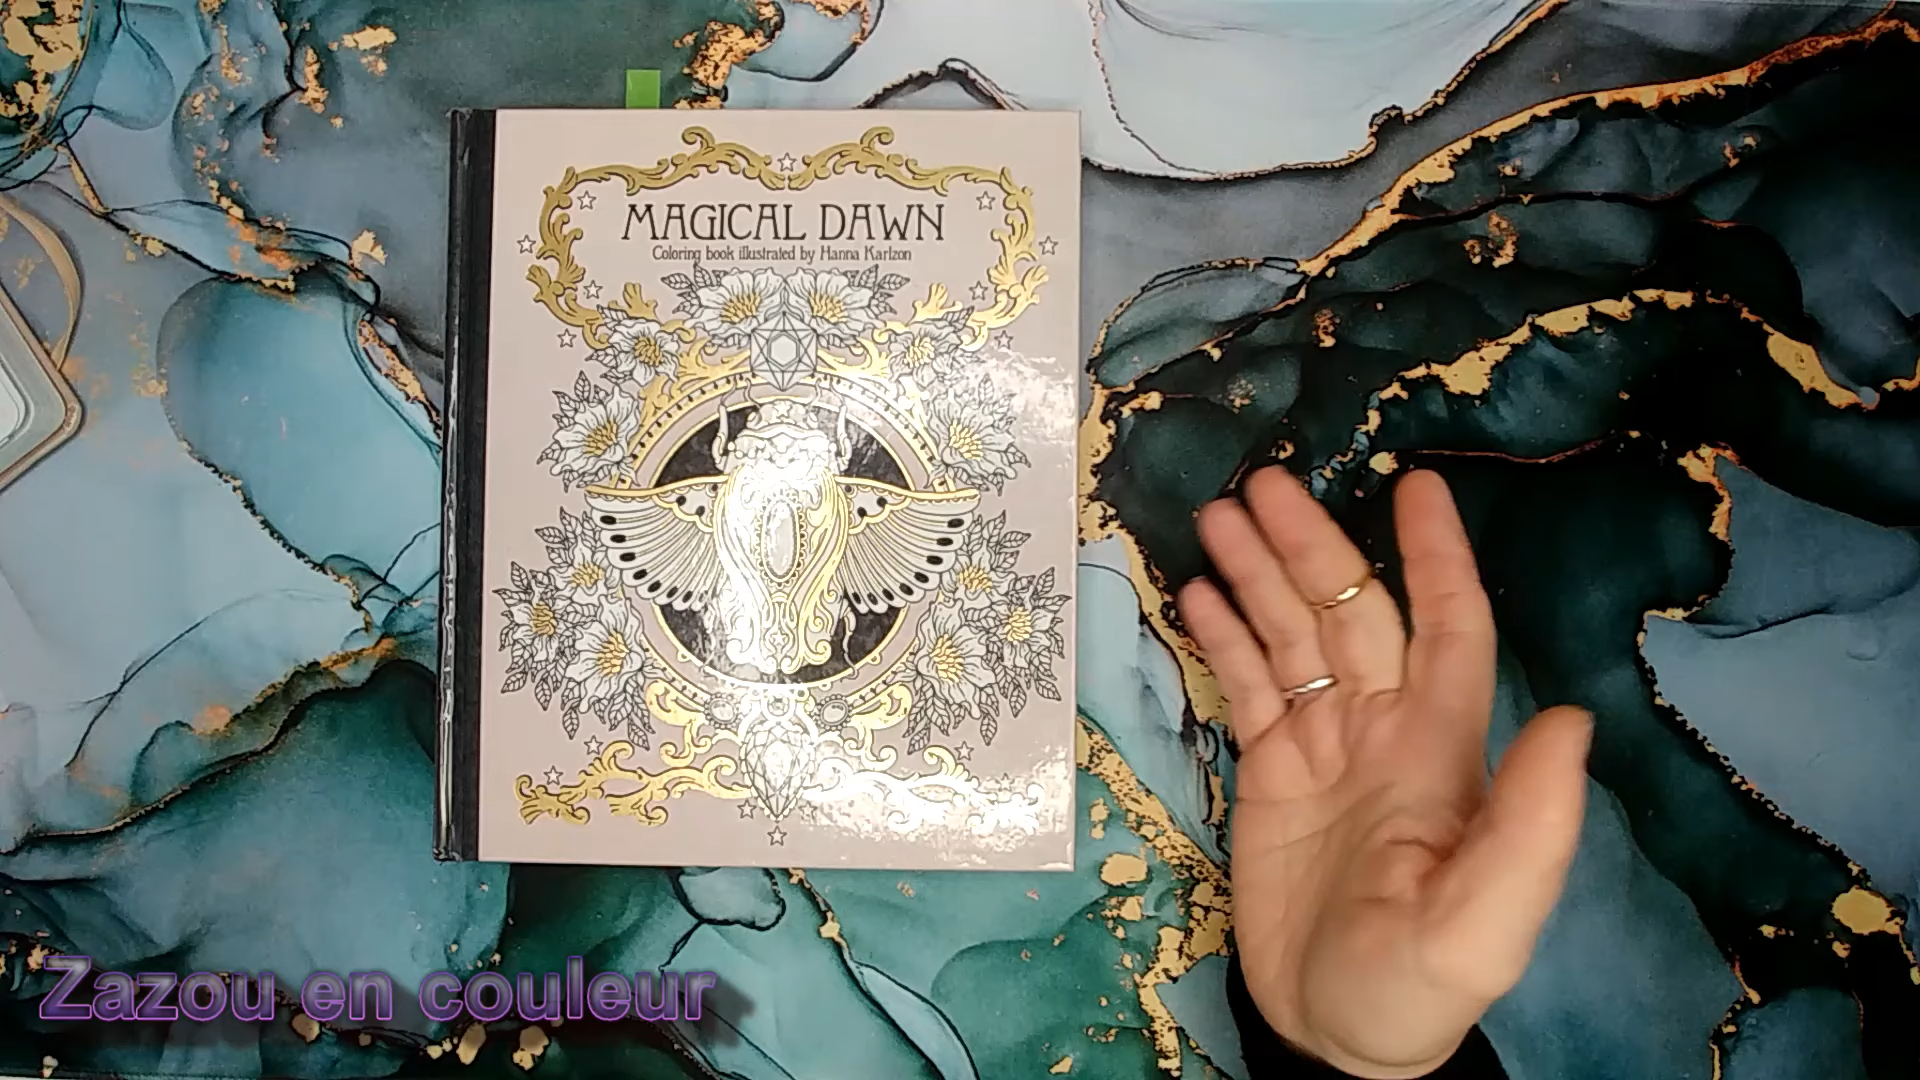 MAGICAL DAWN
Coloring book illustrated by Hanna Karlzon
Zazou en couleur